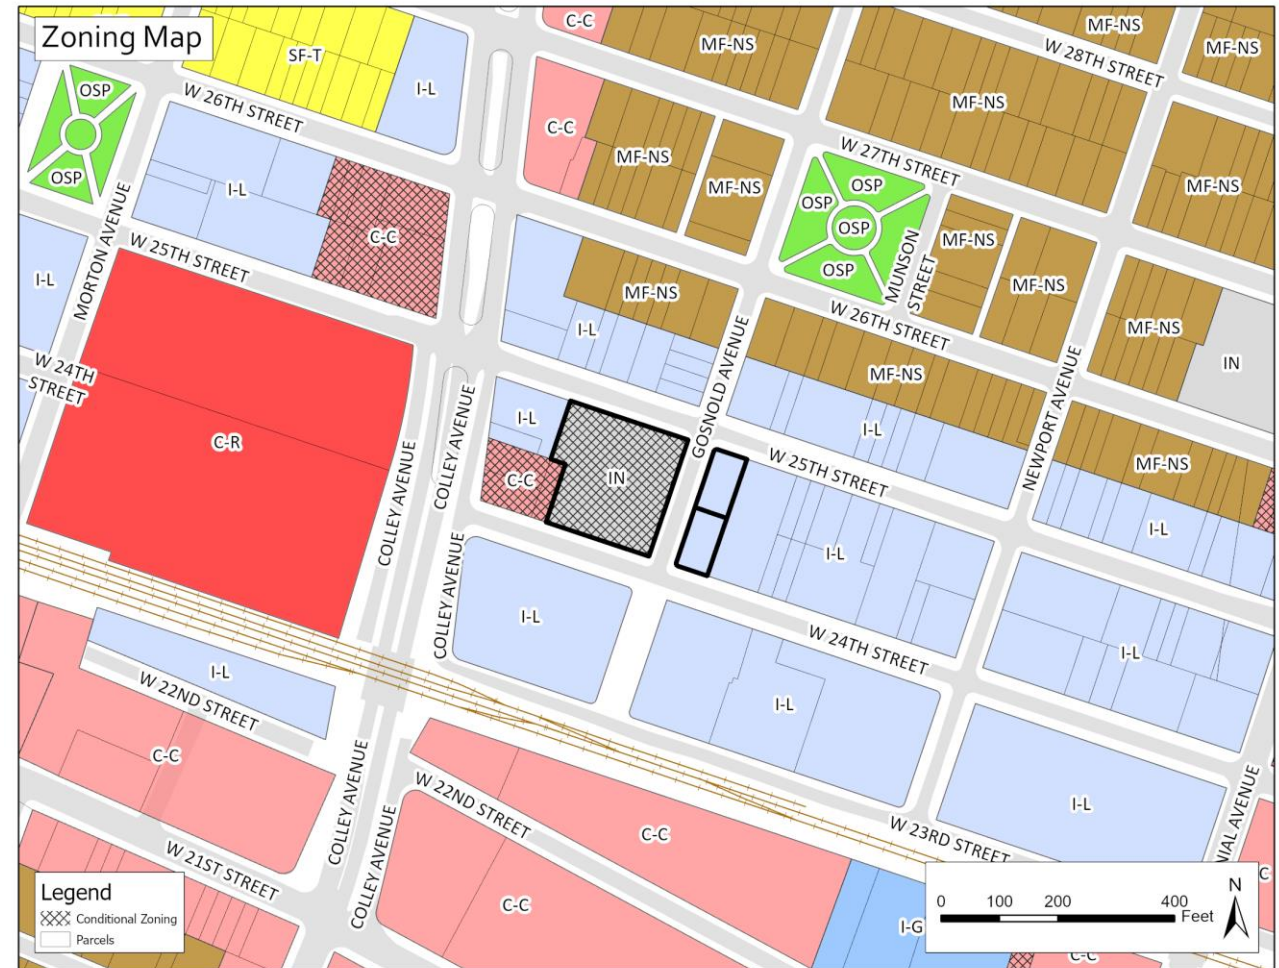 Zoning Map
C-C
MF-NS
MF-NS
MF-NS
W 28TH STREET
SF-T
I-L
OSP
W 26TH STREET
C-C
MF-NS
MF-NS
MF-NS
W 27TH STREET
MF-NS
OSP
I-L
C-C
OSP
OSP
OSP
OSP
MUNSON
STREET
MF-NS
MF-NS
MORTON AVENUE
W 25TH STREET
I-L
MF-NS
I-L
W 26TH STREET
MF-NS
IN
W 24TH
STREET
C-R
COLLEY AVENUE
COLLEY AVENUE
I-L
C-C
IN
GOSNOLD AVENUE
MF-NS
I-L
W 25TH STREET
NEWPORT AVENUE
MF-NS
I-L
I-L
COLLEY AVENUE
I-L
W 24TH STREET
I-L
I-L
I-L
W 22ND STREET
C-C
COLLEY AVENUE
COLLEY AVENUE
W 22ND STREET
C-C
W 23RD STREET
I-L
NIAL AVENUE
C
W 21ST STREET
C-C
I-G
C-C
Legend
Conditional Zoning
Parcels
0 100 200 400
Feet
N